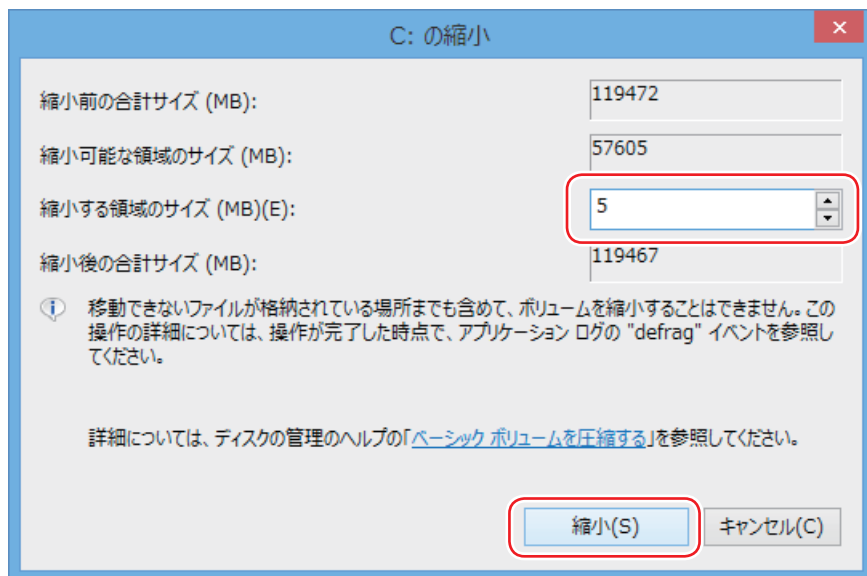 C: の縮小
縮小前の合計サイズ (MB):
119472
縮小可能な領域のサイズ (MB):
57605
縮小する領域のサイズ (MB)(E):
5
縮小後の合計サイズ (MB):
119467
移動できないファイルが格納されている場所までも含めて、ボリュームを縮小することはできません。この
操作の詳細については、操作が完了した時点で、アプリケーション ログの "defrag" イベントを参照し
てください。
詳細については、ディスクの管理のヘルプの「ベーシック ボリュームを圧縮する」を参照してください。
縮小(S)
キャンセル(C)